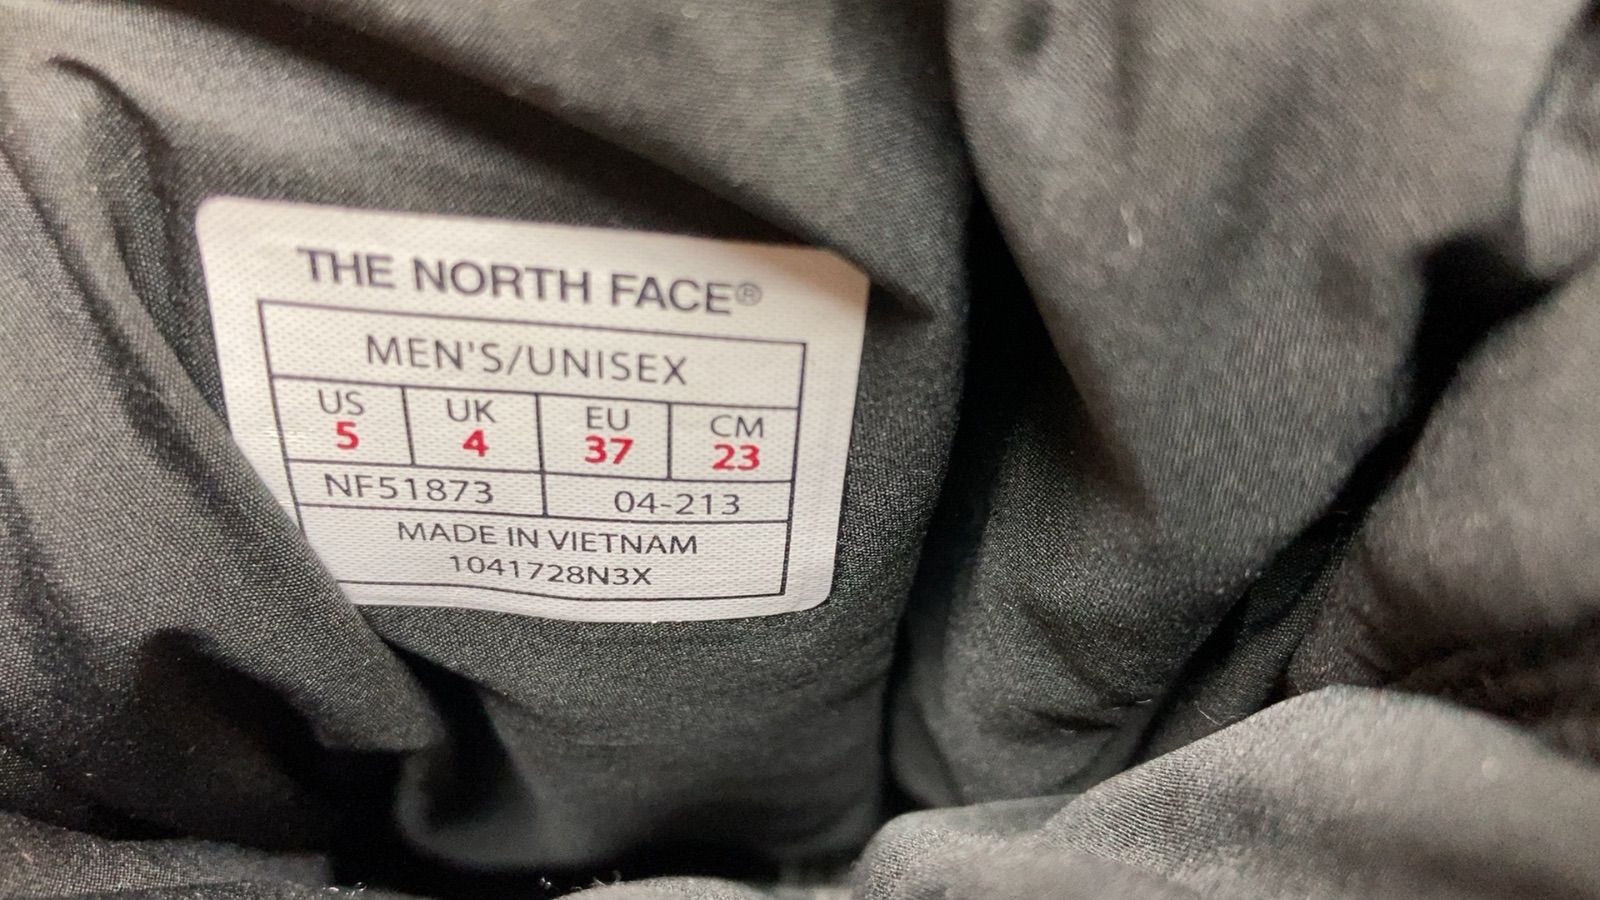 THE NORTH FACE®
MEN'S/UNISEX
US UK EU CM
5 4 37 23
NF51873 04-213
MADE IN VIETNAM
1041728N3X